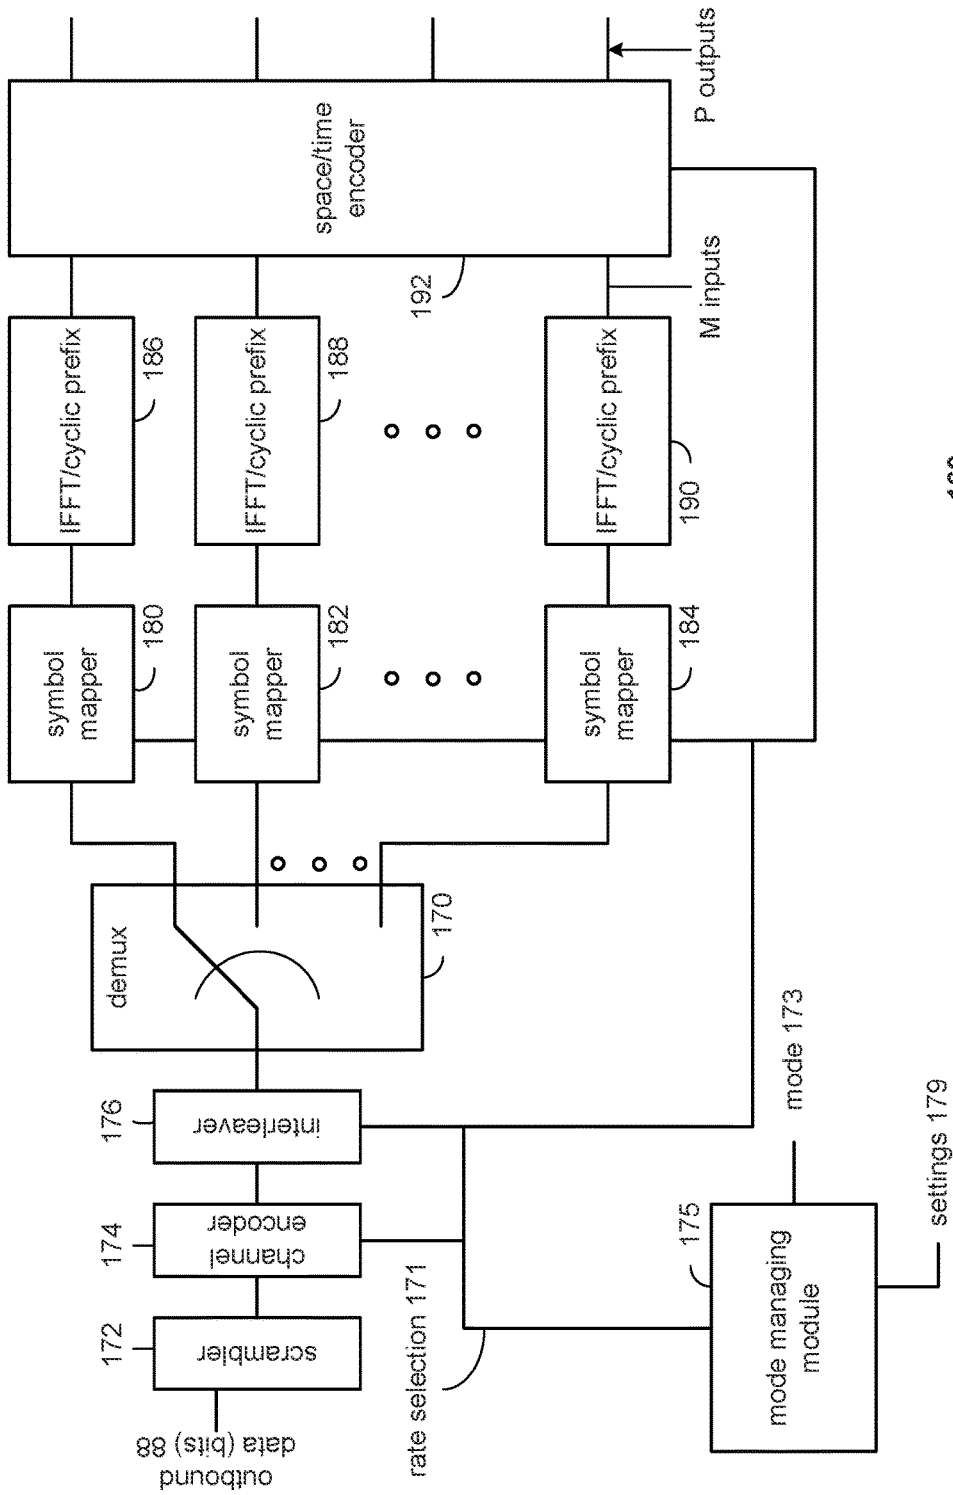 outbound
data (bits) 88
scrambler
172
channel
encoder
174
interleaver
176
demux
170
symbol
mapper
180
symbol
mapper
182
symbol
mapper
184
IFFT/cyclic prefix
186
IFFT/cyclic prefix
188
IFFT/cyclic prefix
190
space/time
encoder
192
M inputs
P outputs
rate selection 171
mode managing
module
175
mode 173
settings 179